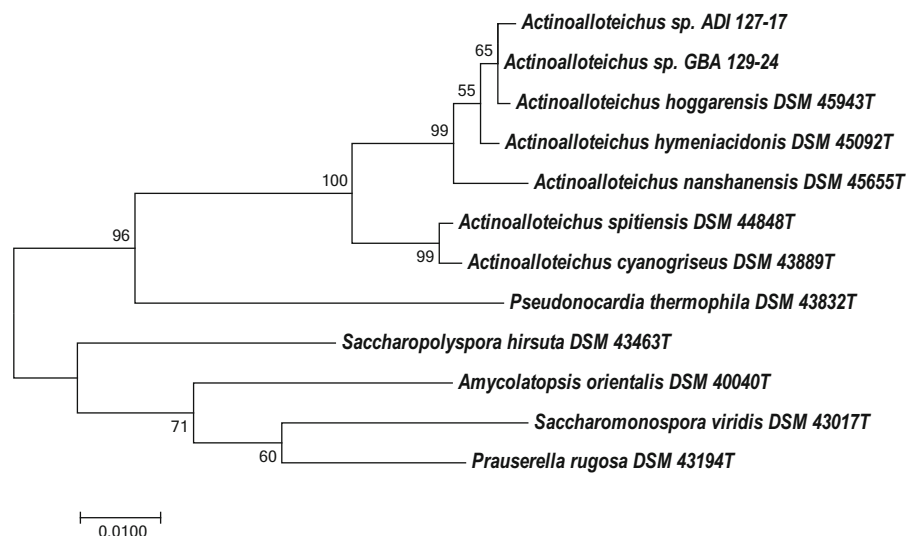 Actinoalloteichus sp. ADI 127-17
65
Actinoalloteichus sp. GBA 129-24
55
Actinoalloteichus hoggarensis DSM 45943T
99
Actinoalloteichus hymeniacidonis DSM 45092T
100
Actinoalloteichus nanshanensis DSM 45655T
96
Actinoalloteichus spitiensis DSM 44848T
99
Actinoalloteichus cyanogriseus DSM 43889T
Pseudonocardia thermophila DSM 43832T
Saccharopolyspora hirsuta DSM 43463T
Amycolatopsis orientalis DSM 40040T
71
Saccharomonospora viridis DSM 43017T
60
Prauserella rugosa DSM 43194T
0.0100